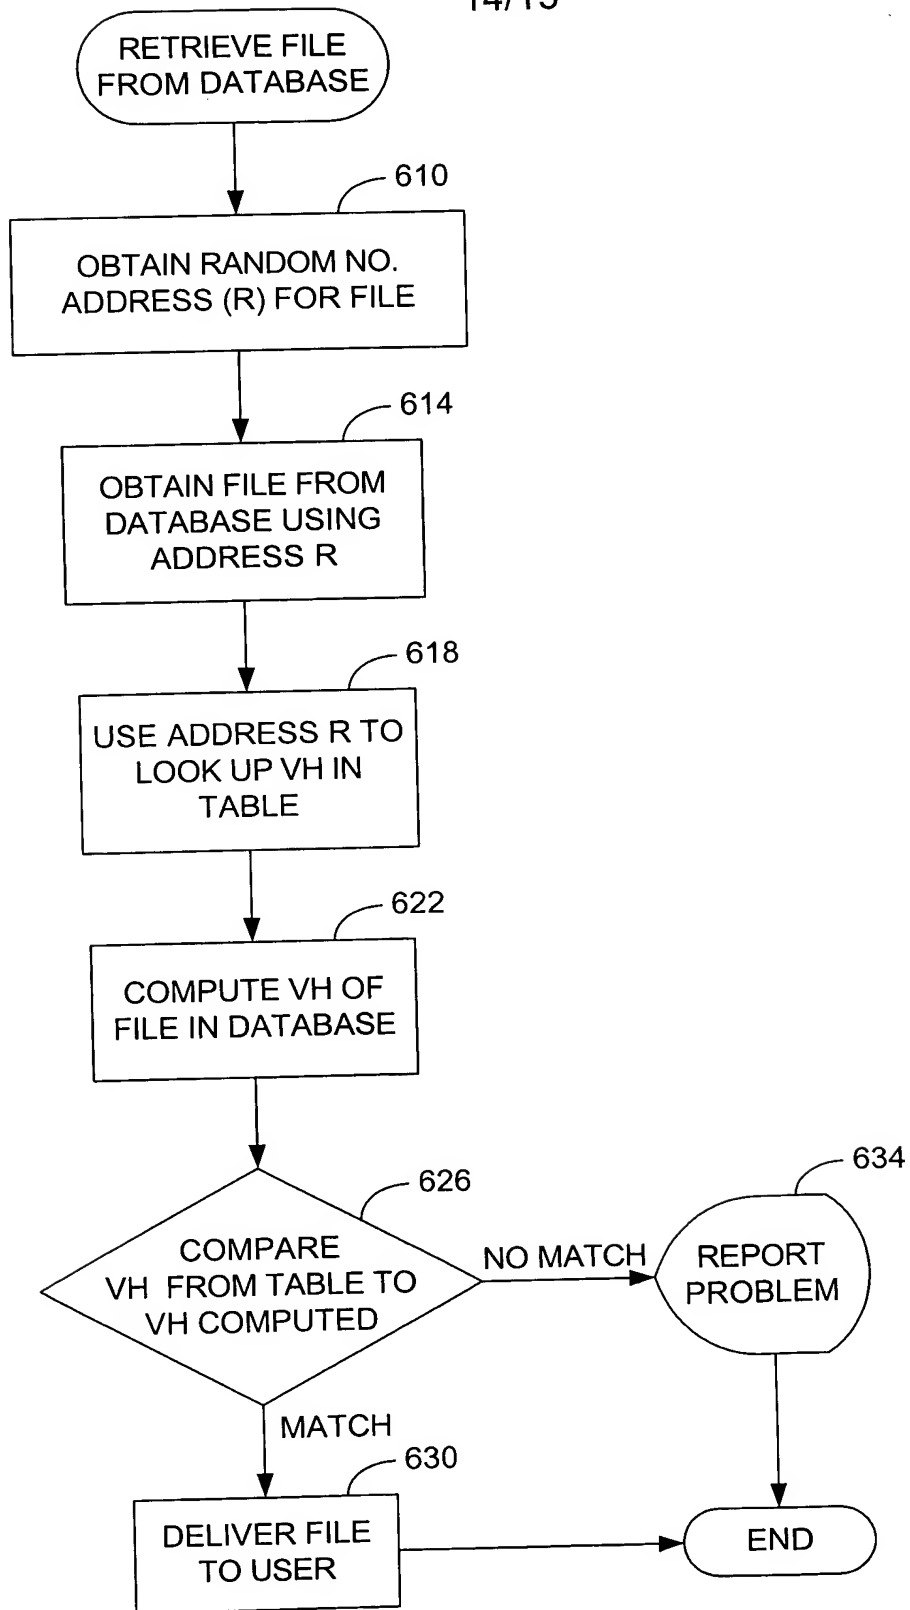 14/15
RETRIEVE FILE
FROM DATABASE
610
OBTAIN RANDOM NO.
ADDRESS (R) FOR FILE
614
OBTAIN FILE FROM
DATABASE USING
ADDRESS R
618
USE ADDRESS R TO
LOOK UP VH IN
TABLE
622
COMPUTE VH OF
FILE IN DATABASE
626
COMPARE
VH FROM TABLE TO
VH COMPUTED
NO MATCH
634
REPORT
PROBLEM
MATCH
630
DELIVER FILE
TO USER
END